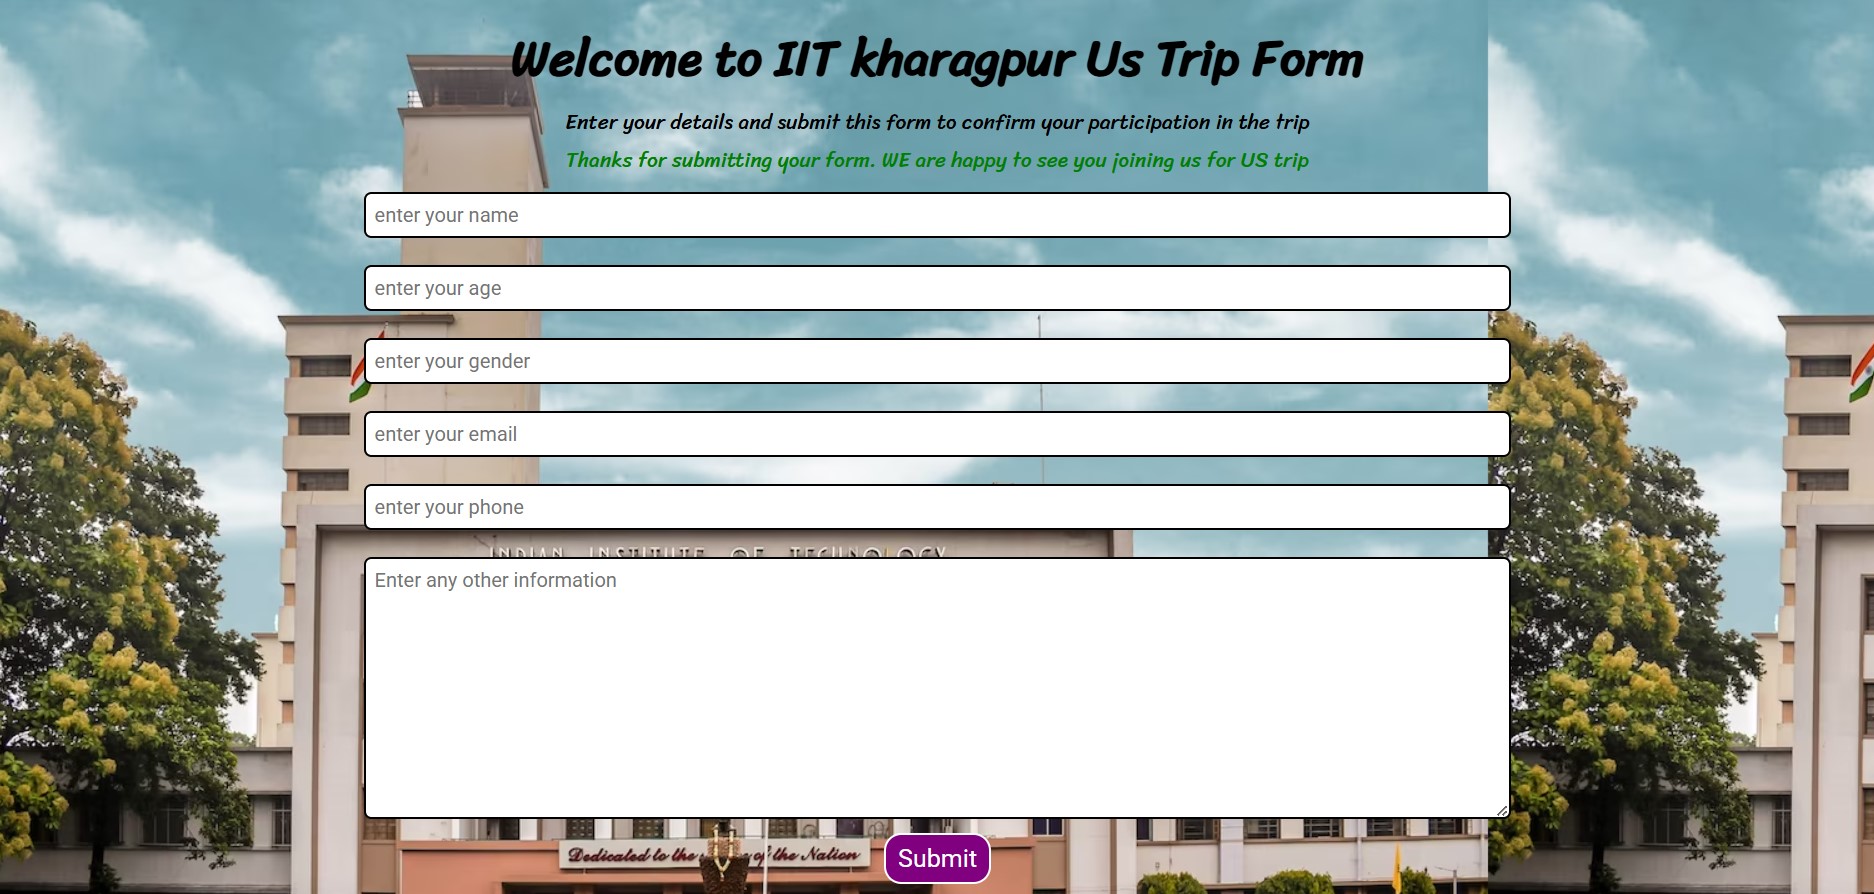 Welcome to IIT kharagpur Us Trip Form
Enter your details and submit this form to confirm your participation in the trip
Thanks for submitting your form. WE are happy to see you joining us for US trip
enter your name
enter your age
enter your gender
enter your email
enter your phone
INDIAN INSTITUTE OF TECHNOLOGY
Enter any other information
Dedicated to the of the Nation
Submit